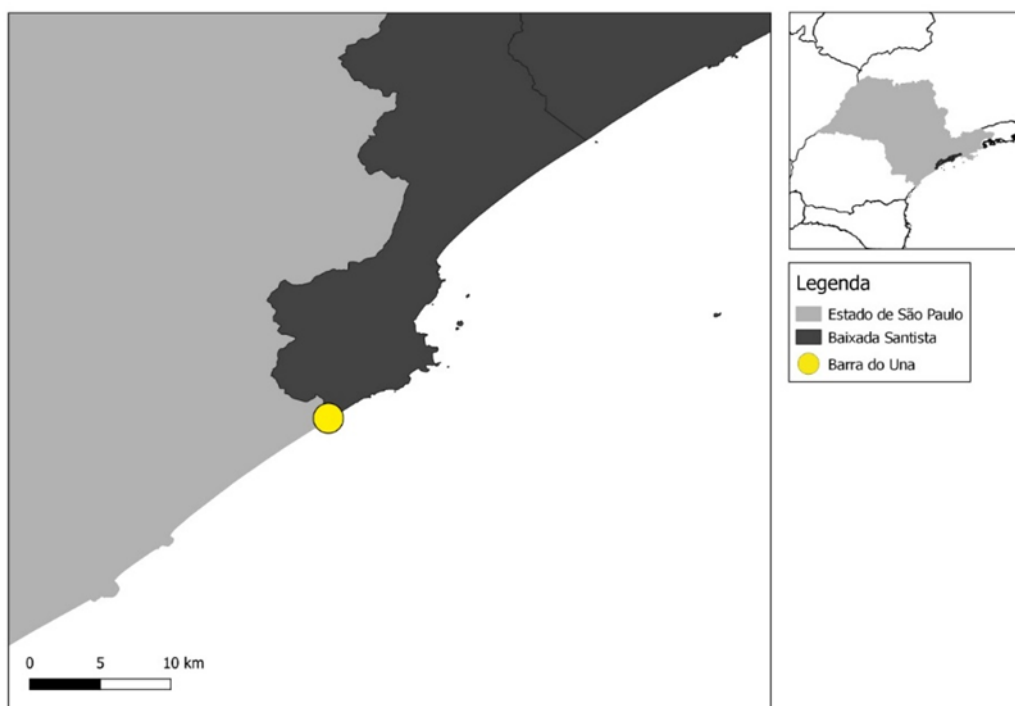 Legenda
Estado de São Paulo
Baixada Santista
Barra do Una
0 5 10 km